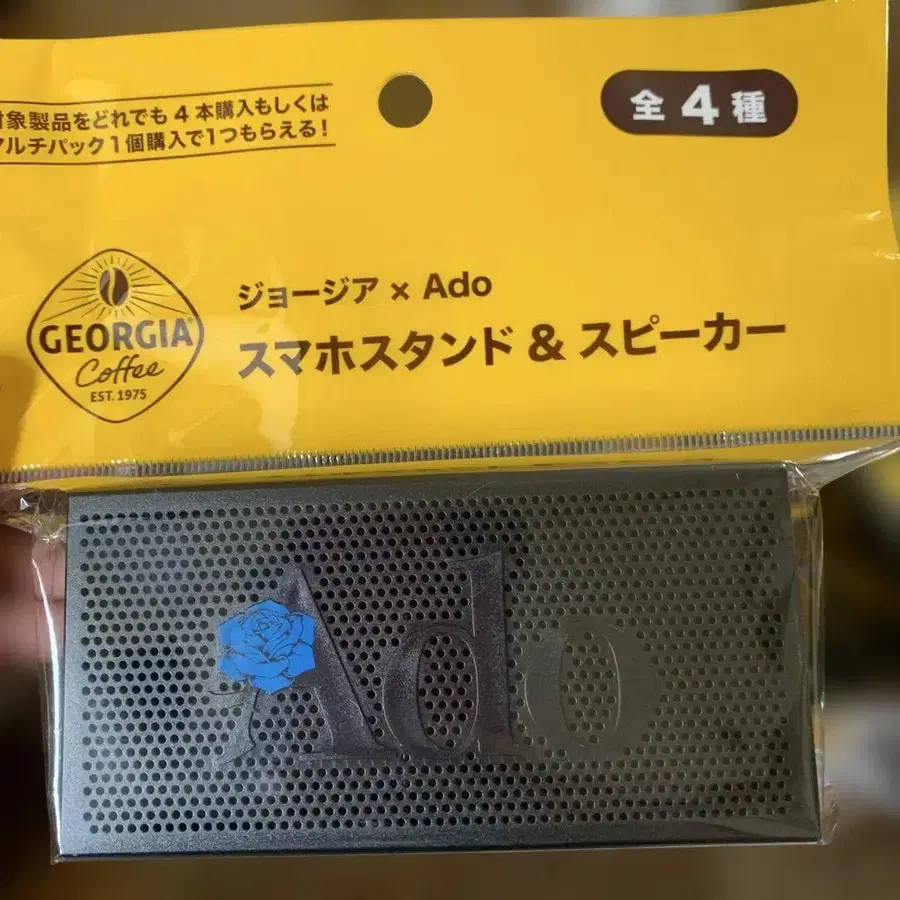 対象製品をどれでも4本購入もしくは
マルチパック1個購入で1つもらえる!
全4種
GEORGIA®
Coffee
EST. 1975
ジョージア × Ado
スマホスタンド & スピーカー
Ado